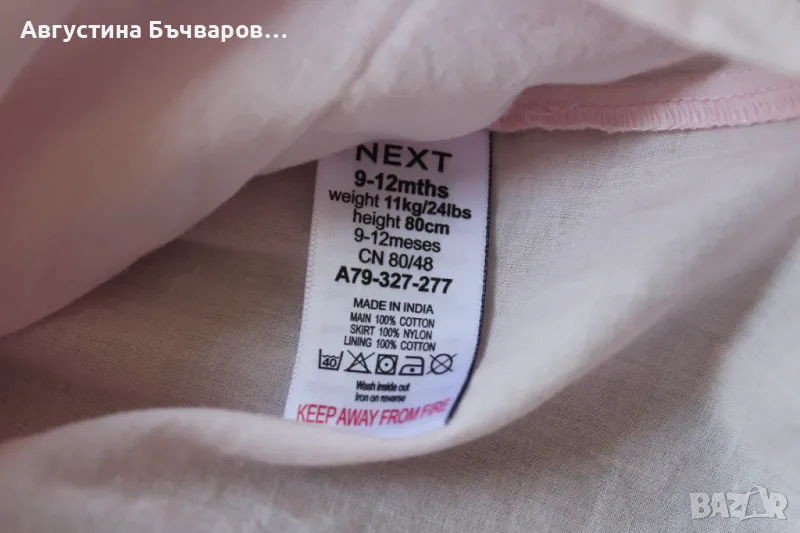 Августина Бъчваров...
NEXT
9-12mths
weight 11kg/24lbs
height 80cm
9-12meses
CN 80/48
A79-327-277
MADE IN INDIA
MAIN 100% COTTON
SKIRT 100% NYLON
LINING 100% COTTON
40
Wash inside out
Iron on reverse
KEEP AWAY FROM FIRE
BAZAR